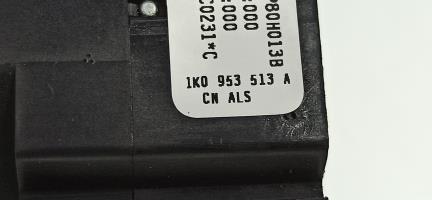 80H013B
:000
:000
C0231*C
1K0 953 513 A
CN ALS